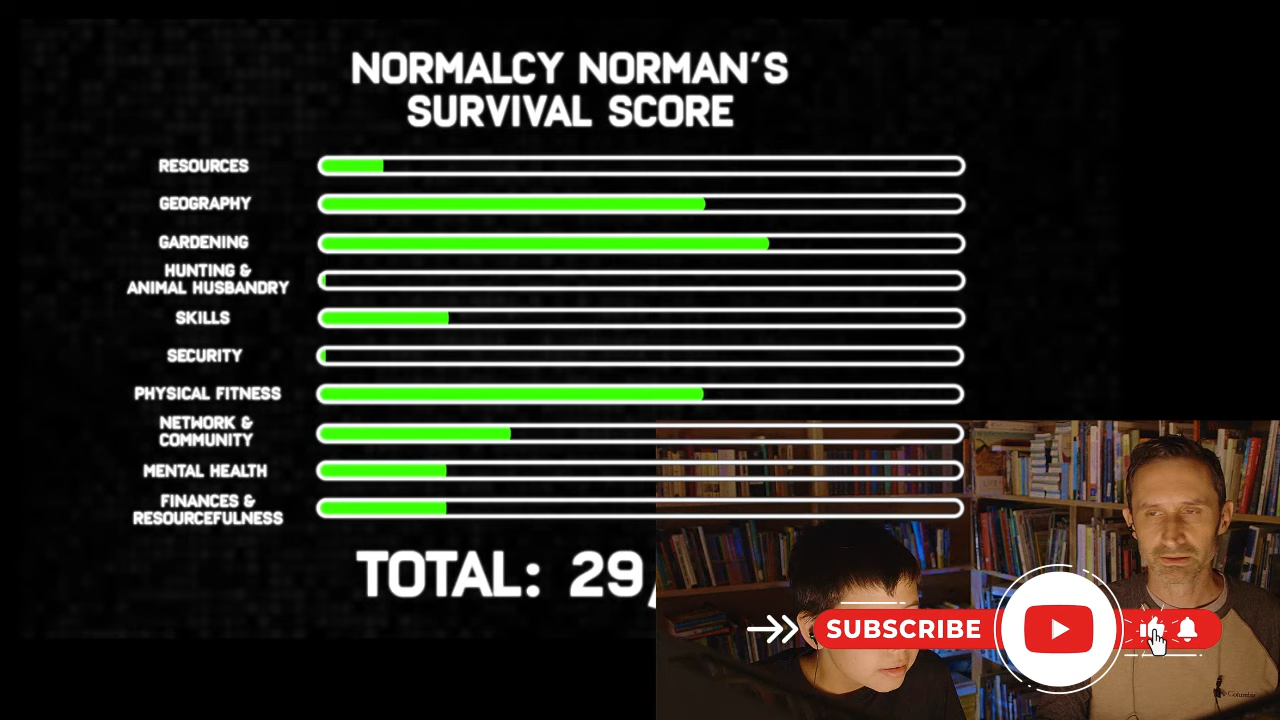 NORMALCY NORMAN'S
SURVIVAL SCORE
RESOURCES
GEOGRAPHY
GARDENING
HUNTING &
ANIMAL HUSBANDRY
SKILLS
SECURITY
PHYSICAL FITNESS
NETWORK &
COMMUNITY
MENTAL HEALTH
FINANCES &
RESOURCEFULNESS
TOTAL: 29/
SUBSCRIBE
Columbia